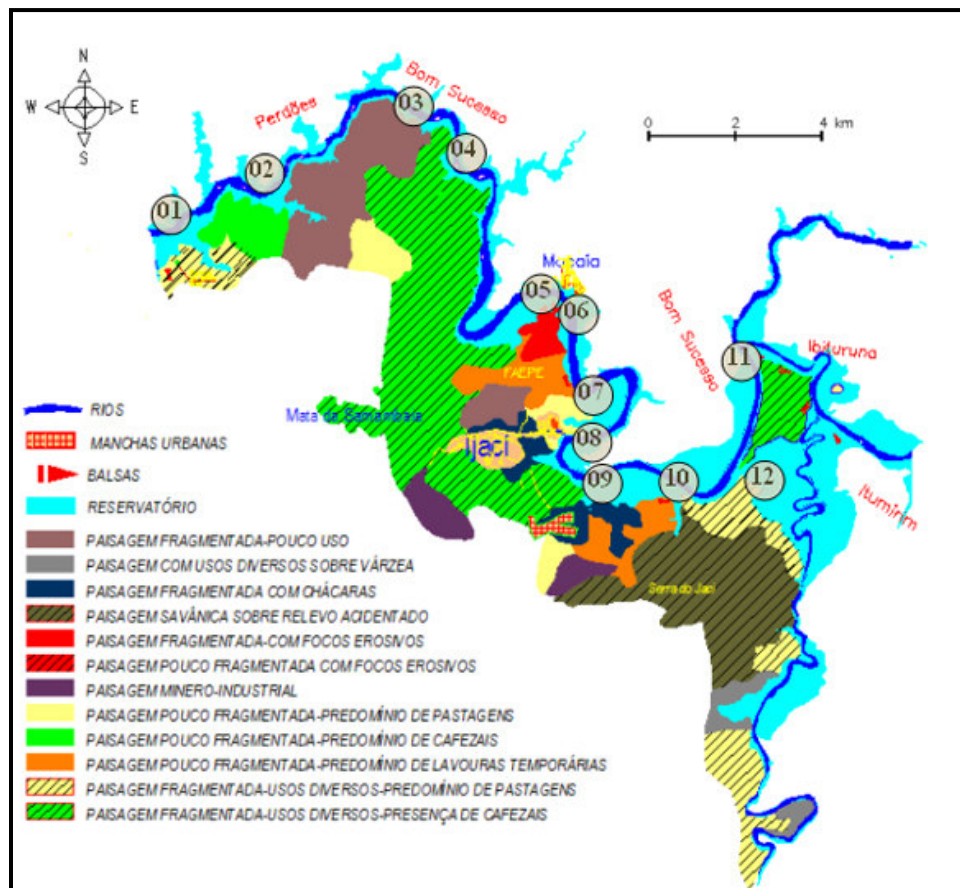 N
W
E
S
Perdões
Bom Sucesso
03
04
02
01
0 2 4 km
Macaia
05
06
Bom Sucesso
Ibituruna
11
FAEPE
07
Mata da Samambaia
Ijaci
08
09
10
12
Itumirim
Serra do Jaci
RIOS
MANCHAS URBANAS
BALSAS
RESERVATÓRIO
PAISAGEM FRAGMENTADA-POUCO USO
PAISAGEM COM USOS DIVERSOS SOBRE VÁRZEA
PAISAGEM FRAGMENTADA COM CHÁCARAS
PAISAGEM SAVÂNICA SOBRE RELEVO ACIDENTADO
PAISAGEM FRAGMENTADA-COM FOCOS EROSIVOS
PAISAGEM POUCO FRAGMENTADA COM FOCOS EROSIVOS
PAISAGEM MINERO-INDUSTRIAL
PAISAGEM POUCO FRAGMENTADA-PREDOMÍNIO DE PASTAGENS
PAISAGEM POUCO FRAGMENTADA-PREDOMÍNIO DE CAFEZAIS
PAISAGEM POUCO FRAGMENTADA-PREDOMÍNIO DE LAVOURAS TEMPORÁRIAS
PAISAGEM FRAGMENTADA-USOS DIVERSOS-PREDOMÍNIO DE PASTAGENS
PAISAGEM FRAGMENTADA-USOS DIVERSOS-PRESENÇA DE CAFEZAIS